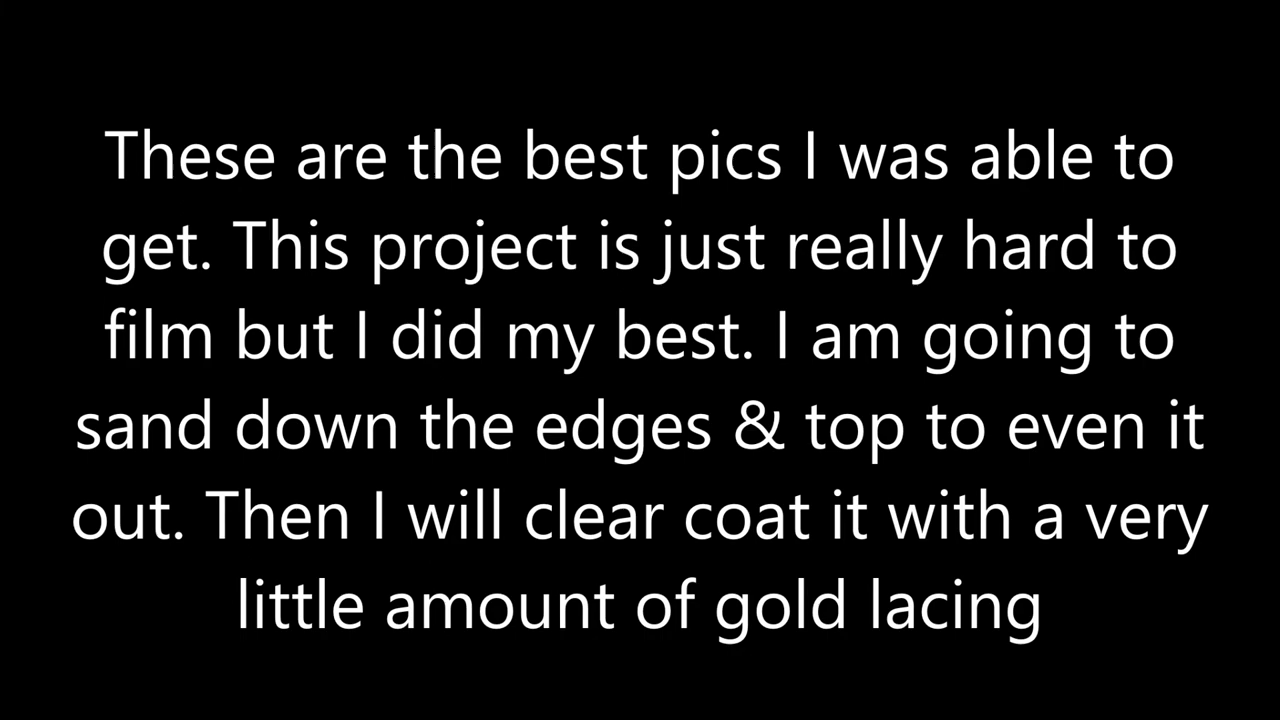 These are the best pics I was able to
get. This project is just really hard to
film but I did my best. I am going to
sand down the edges & top to even it
out. Then I will clear coat it with a very
little amount of gold lacing